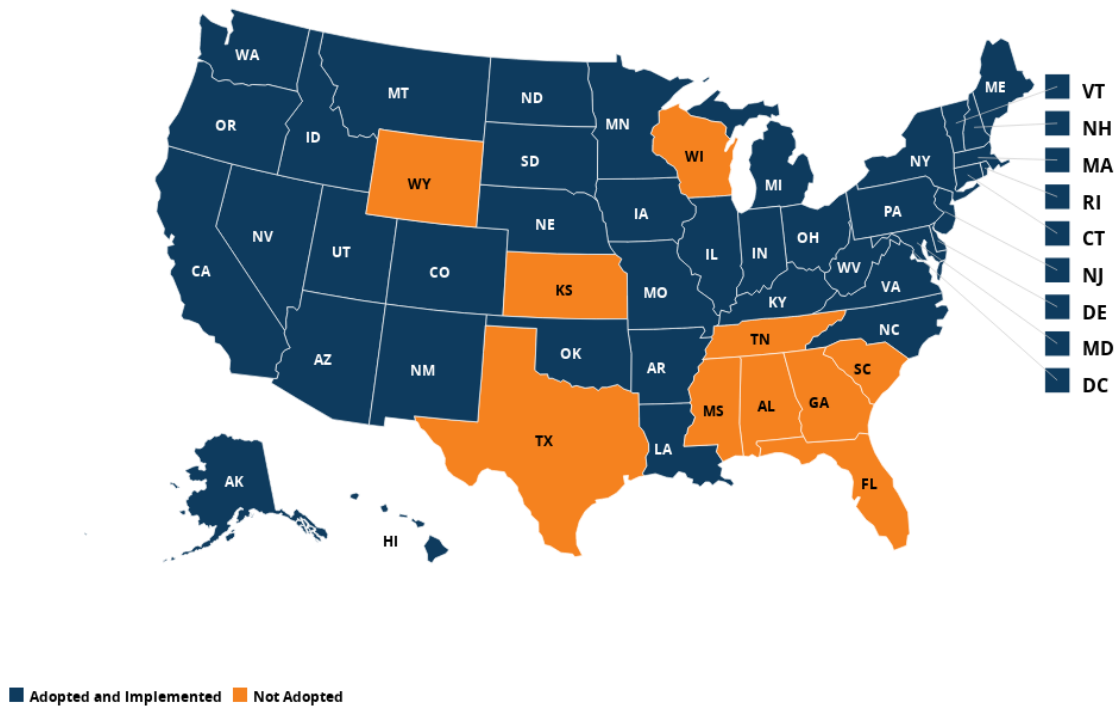 WA
MT
ND
MN
ME
VT
OR
ID
NH
SD
WI
WY
MI
NY
MA
RI
NE
IA
PA
NV
UT
CO
IL
IN
OH
WV
CT
CA
NJ
KS
MO
KY
VA
DE
AZ
NM
OK
AR
TN
NC
MD
SC
DC
MS
AL
GA
TX
LA
FL
AK
HI
Adopted and Implemented Not Adopted